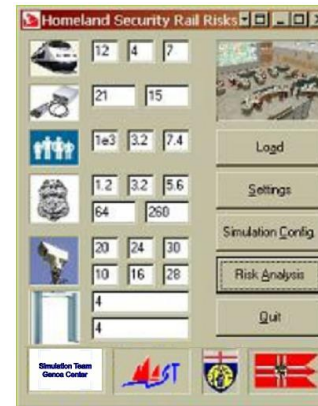 Homeland Security Rail Risks
12 4 7
21 15
Load
1e3 3.2 7.4
1.2 3.2 5.6
Settings
64 260
Simulation Config.
20 24 30
10 16 28
Risk Analysis
4
4
Quit
Simulation Team
Genoa Center